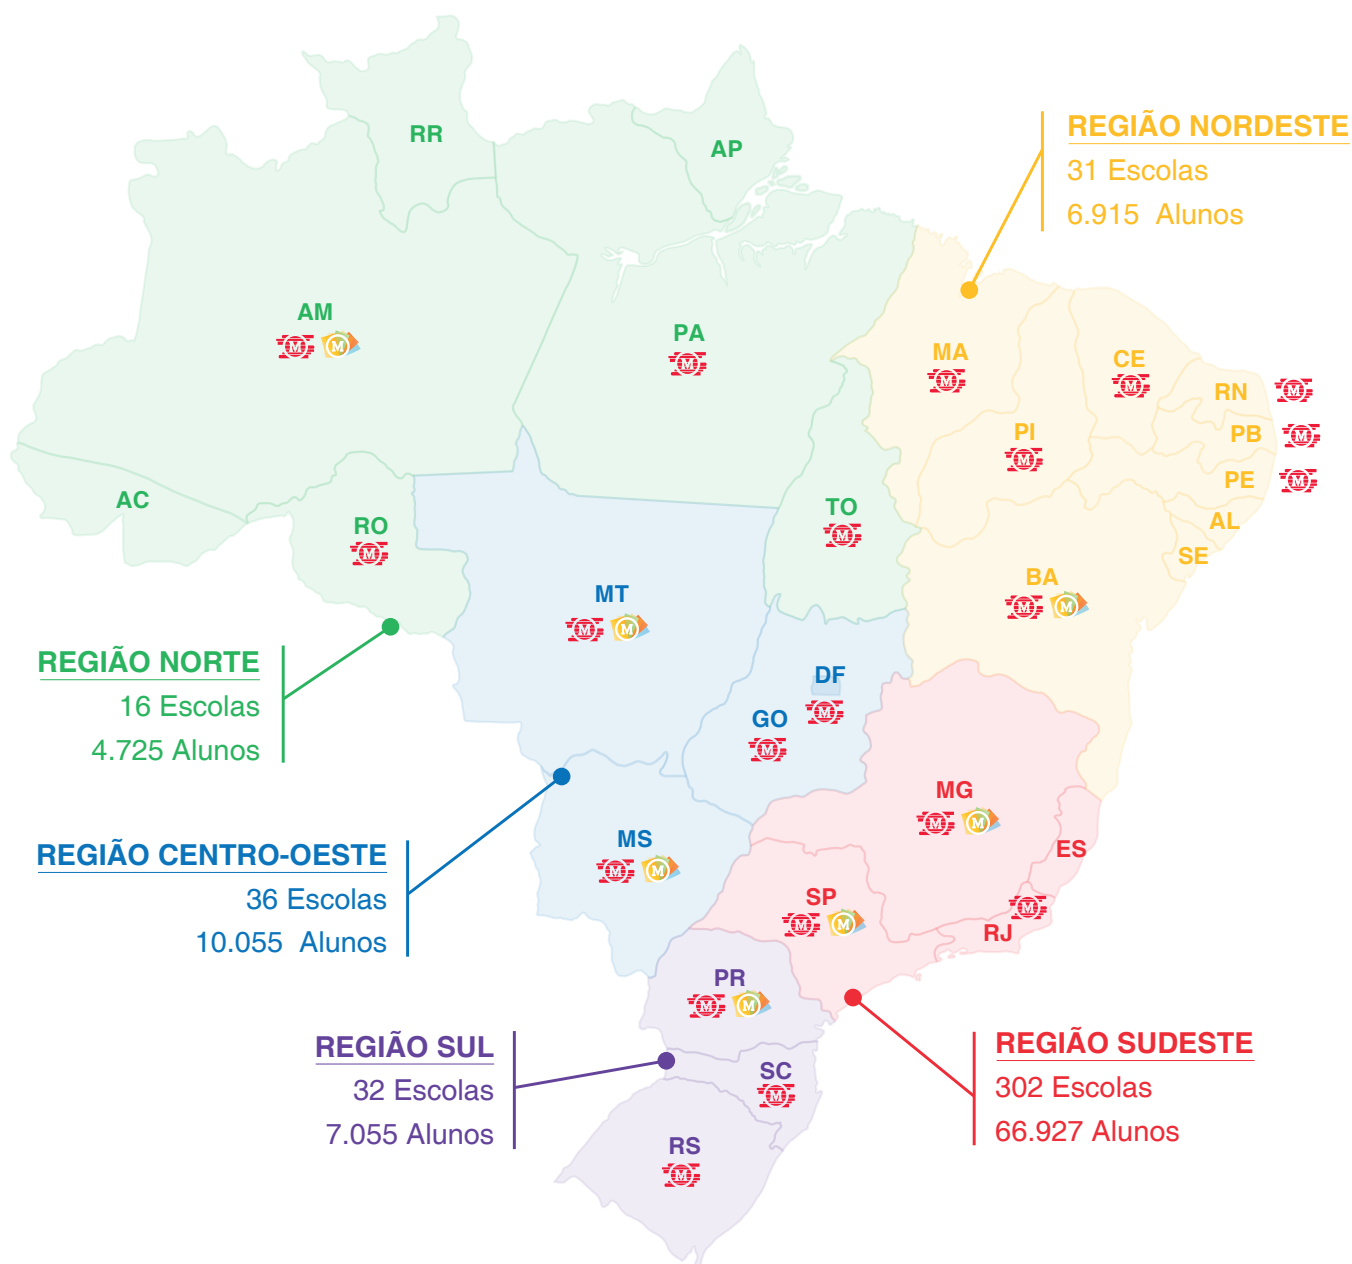 RR
AP
REGIÃO NORDESTE
31 Escolas
6.915 Alunos
AM
M M
PA
M
MA
M
CE
M
RN M
PI
M
PB M
PE M
AC
RO
M
TO
M
AL
SE
BA
M M
MT
M M
REGIÃO NORTE
16 Escolas
4.725 Alunos
DF
M
GO
M
MG
M M
ES
MS
M M
REGIÃO CENTRO-OESTE
36 Escolas
10.055 Alunos
SP
M M
M
RJ
PR
M M
REGIÃO SUL
32 Escolas
7.055 Alunos
SC
M
RS
M
REGIÃO SUDESTE
302 Escolas
66.927 Alunos